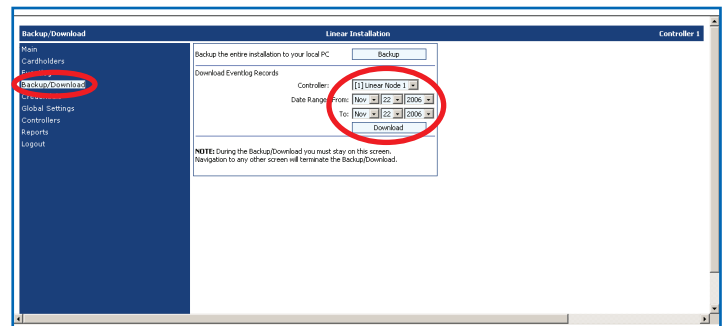 Backup/Download Linear Installation Controller 1
Main
Cardholders
Backup/Download
Global Settings
Controllers
Reports
Logout
Backup the entire installation to your local PC Backup
Download Eventlog Records
Controller: [1] Linear Node 1
Date Range: From: Nov 22 2006
To: Nov 22 2006
Download
NOTE: During the Backup/Download you must stay on this screen.
Navigation to any other screen will terminate the Backup/Download.